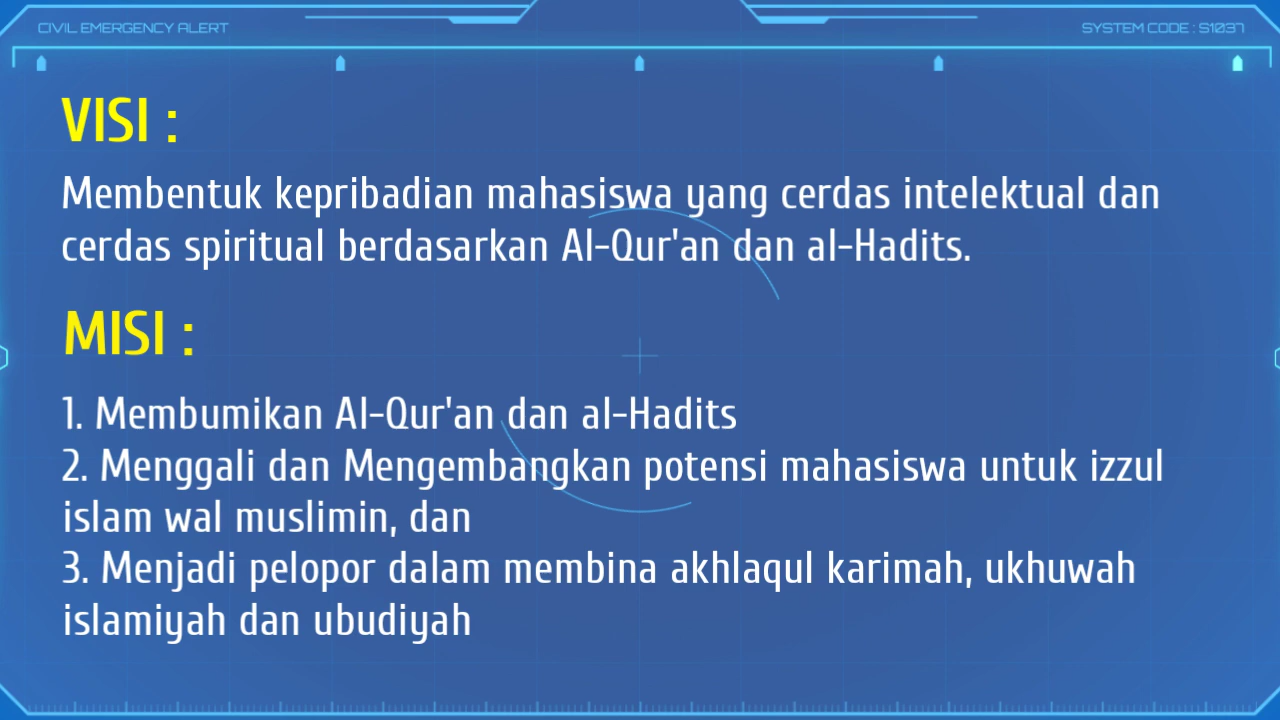 CIVIL EMERGENCY ALERT
SYSTEM CODE : S1037
VISI :
Membentuk kepribadian mahasiswa yang cerdas intelektual dan
cerdas spiritual berdasarkan Al-Qur'an dan al-Hadits.
MISI :
1. Membumikan Al-Qur'an dan al-Hadits
2. Menggali dan Mengembangkan potensi mahasiswa untuk izzul
islam wal muslimin, dan
3. Menjadi pelopor dalam membina akhlaqul karimah, ukhuwah
islamiyah dan ubudiyah